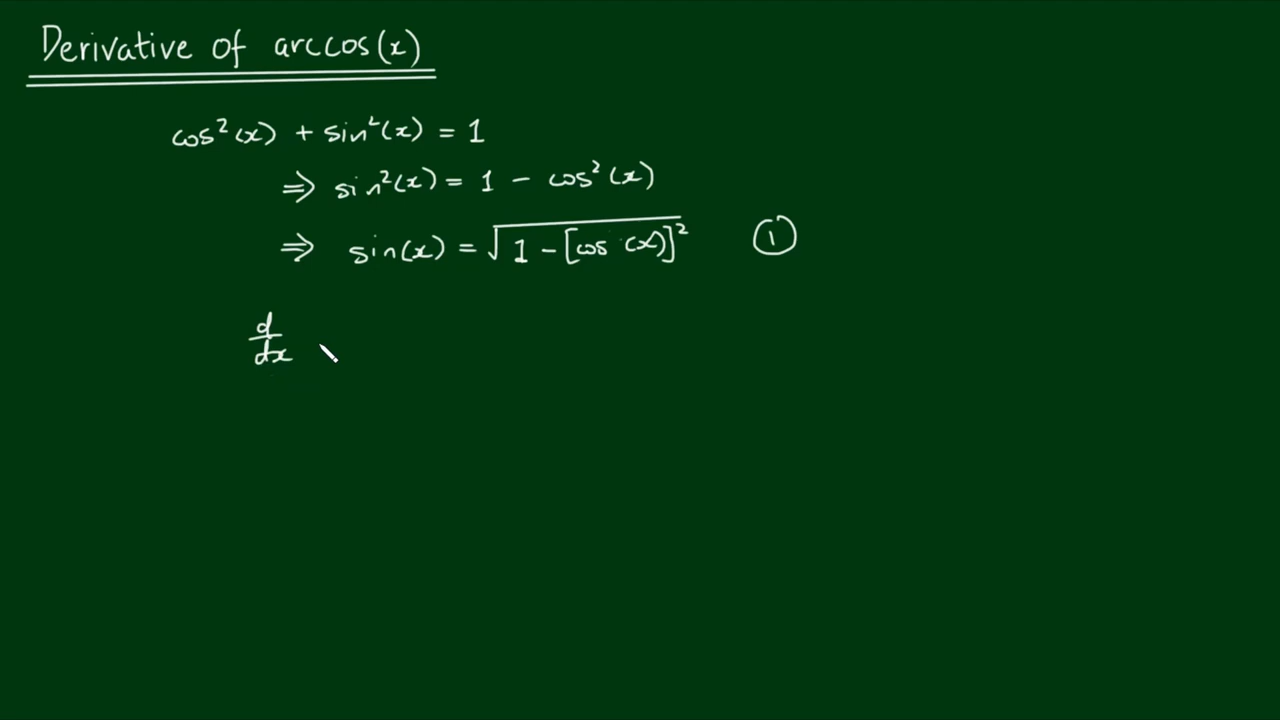 Derivative of arccos(x)
cos²(x) + sin²(x) = 1
⇒ sin²(x) = 1 − cos²(x)
⇒ sin(x) = √(1 − [cos(x)]²) ①
d/dx